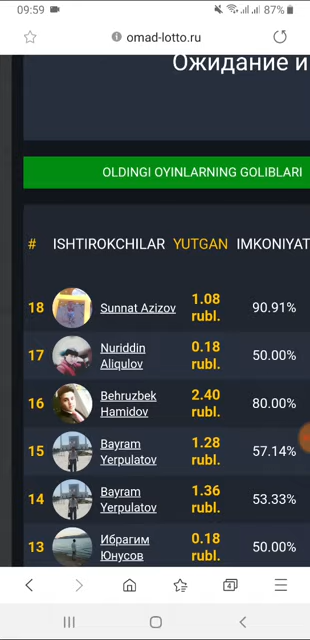 09:59 87%
omad-lotto.ru
Ожидание и
OLDINGI OYINLARNING GOLIBLARI
# ISHTIROKCHILAR YUTGAN IMKONIYAT
18 Sunnat Azizov 1.08 rubl. 90.91%
17 Nuriddin Aliqulov 0.18 rubl. 50.00%
16 Behruzbek Hamidov 2.40 rubl. 80.00%
15 Bayram Yerpulatov 1.28 rubl. 57.14%
14 Bayram Yerpulatov 1.36 rubl. 53.33%
13 Ибрагим Юнусов 0.18 rubl. 50.00%
4